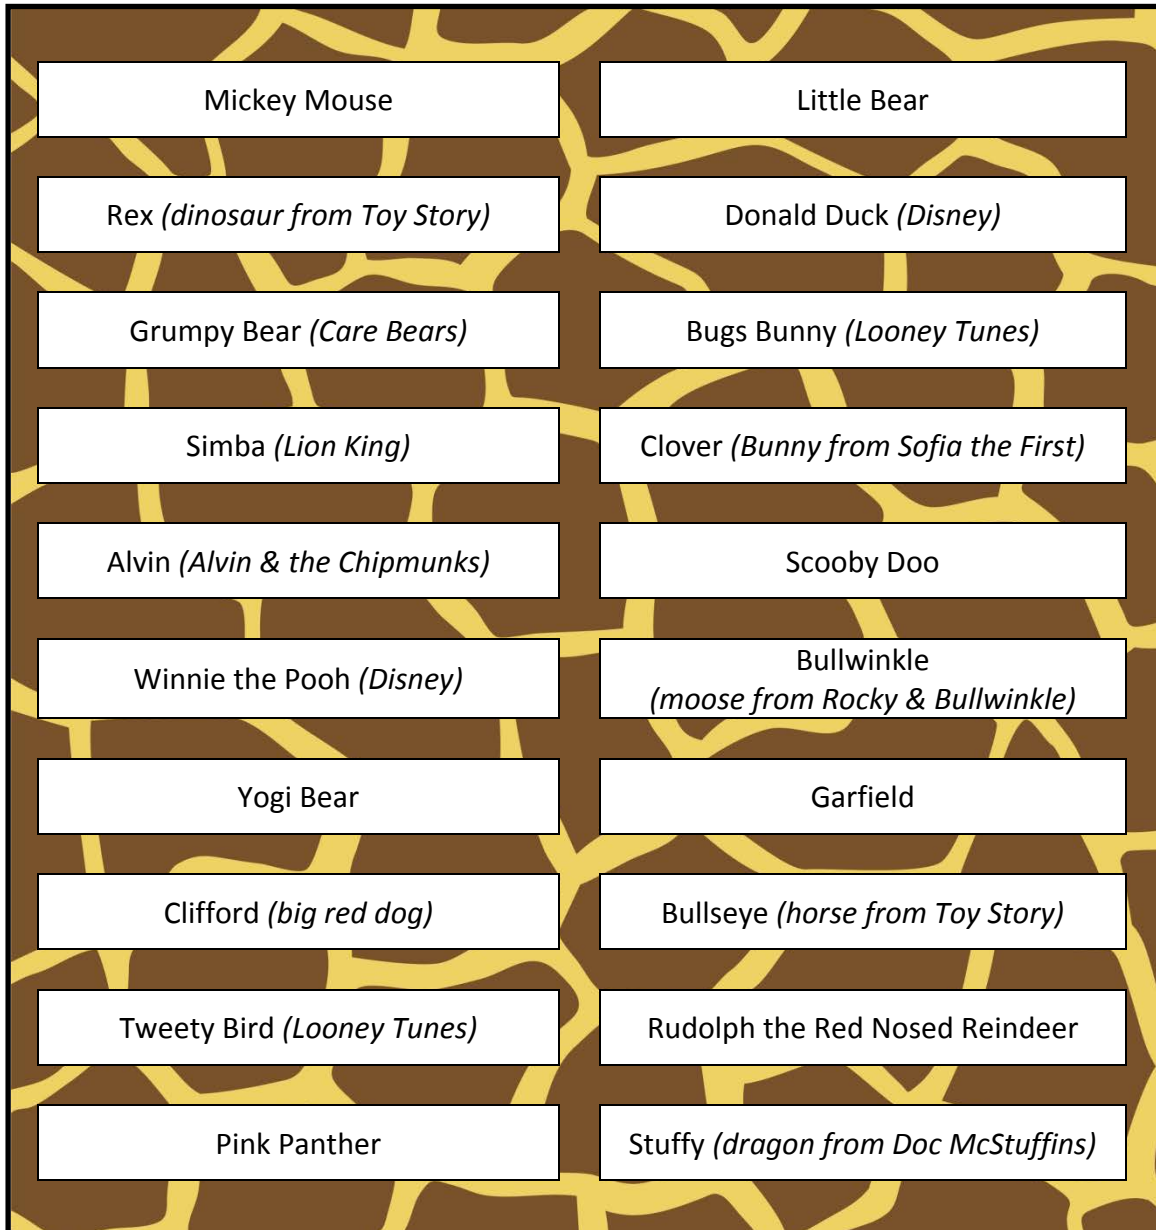 Mickey Mouse
Little Bear
Rex (dinosaur from Toy Story)
Donald Duck (Disney)
Grumpy Bear (Care Bears)
Bugs Bunny (Looney Tunes)
Simba (Lion King)
Clover (Bunny from Sofia the First)
Alvin (Alvin & the Chipmunks)
Scooby Doo
Winnie the Pooh (Disney)
Bullwinkle
(moose from Rocky & Bullwinkle)
Yogi Bear
Garfield
Clifford (big red dog)
Bullseye (horse from Toy Story)
Tweety Bird (Looney Tunes)
Rudolph the Red Nosed Reindeer
Pink Panther
Stuffy (dragon from Doc McStuffins)